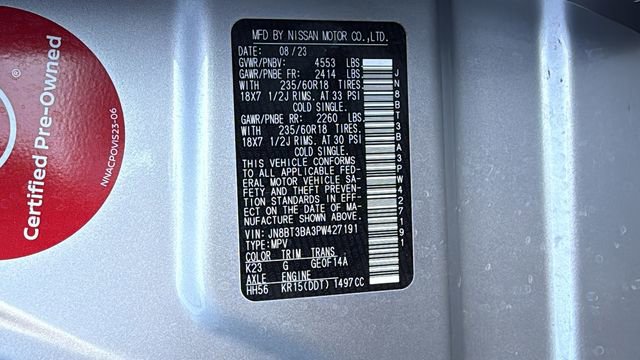 Certified Pre-Owned
NNACPOVIS23-06
MFD BY NISSAN MOTOR CO.,LTD.
DATE: 08/23
GVWR/PNBV: 4553 LBS.
GAWR/PNBE FR: 2414 LBS.
WITH 235/60R18 TIRES.
18X7 1/2J RIMS. AT 33 PSI
COLD SINGLE.
GAWR/PNBE RR: 2260 LBS.
WITH 235/60R18 TIRES.
18X7 1/2J RIMS. AT 30 PSI
COLD SINGLE.
THIS VEHICLE CONFORMS
TO ALL APPLICABLE FED-
ERAL MOTOR VEHICLE SA-
FETY AND THEFT PREVEN-
TION STANDARDS IN EFF-
ECT ON THE DATE OF MA-
NUFACTURE SHOWN ABOVE.
VIN: JN8BT3BA3PW427191
TYPE: MPV
COLOR TRIM TRANS
K23 G GE0F14A
AXLE ENGINE
HH56 KR15(DDT) 1497CC
JN8BT3BA3PW427191